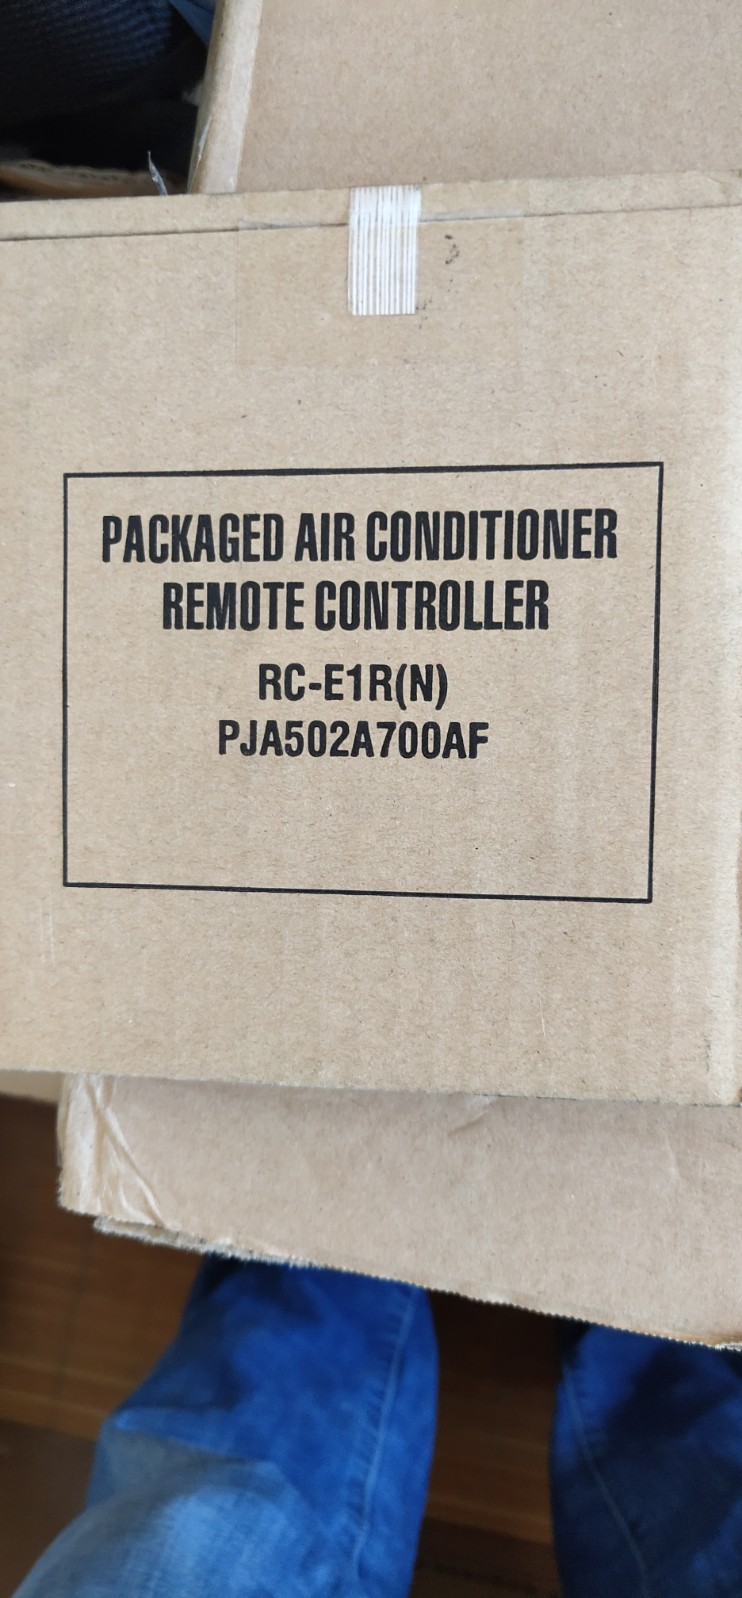 PACKAGED AIR CONDITIONER
REMOTE CONTROLLER
RC-E1R(N)
PJA502A700AF